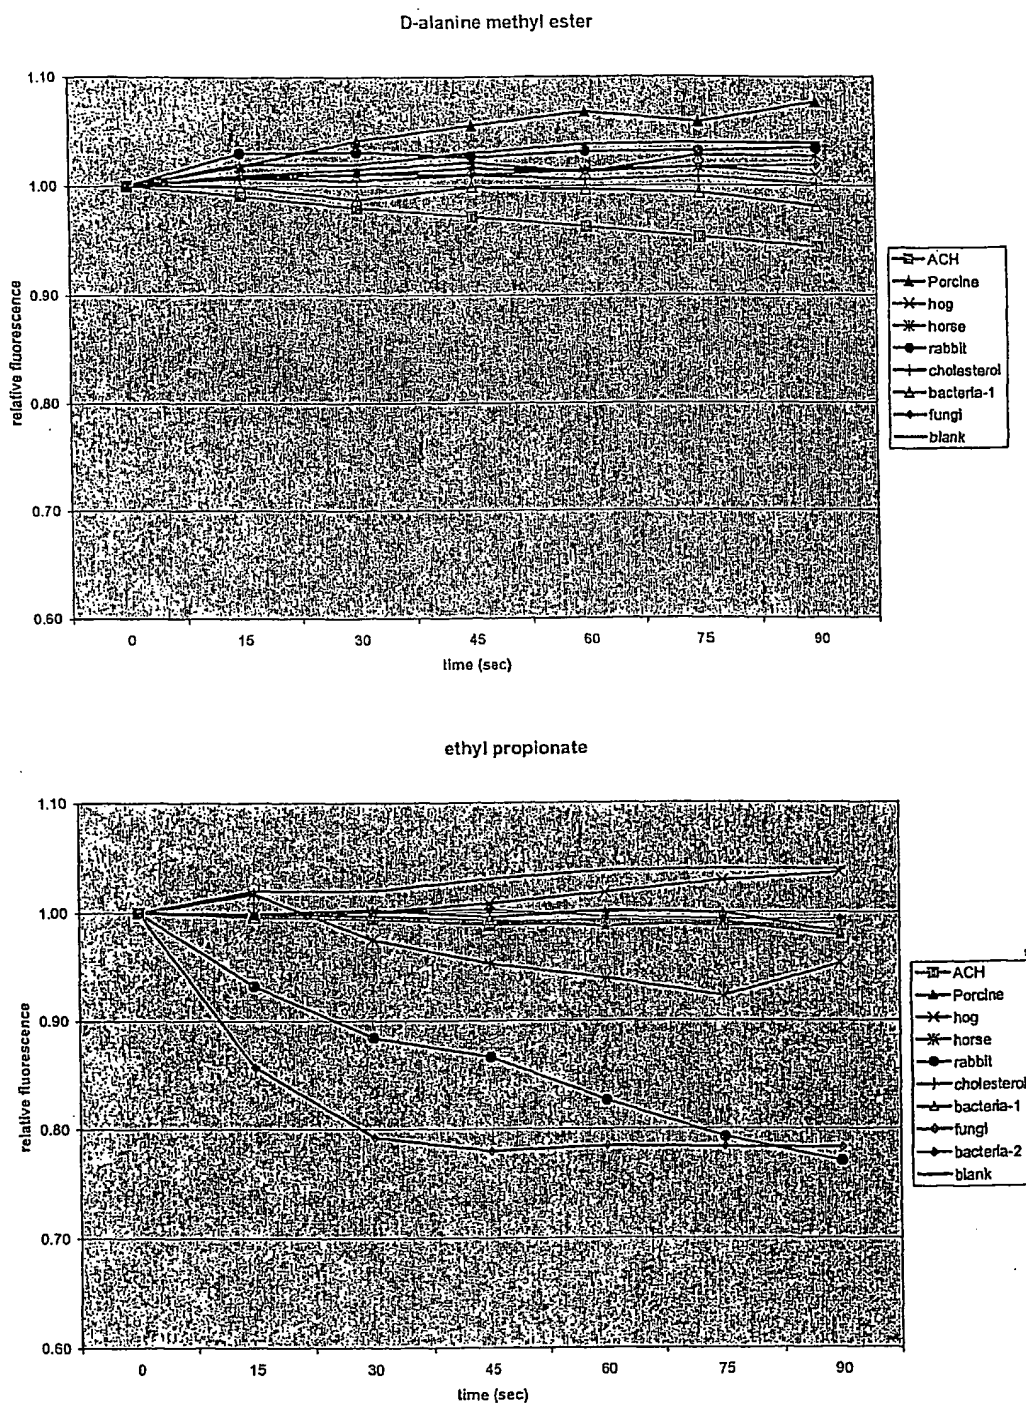 D-alanine methyl ester
1.10
1.00
0.90
0.80
0.70
0.60
relative fluorescence
0 15 30 45 60 75 90
time (sec)
ACH
Porcine
hog
horse
rabbit
cholesterol
bacteria-1
fungi
blank
ethyl propionate
1.10
1.00
0.90
0.80
0.70
0.60
relative fluorescence
0 15 30 45 60 75 90
time (sec)
ACH
Porcine
hog
horse
rabbit
cholesterol
bacteria-1
fungi
bacteria-2
blank